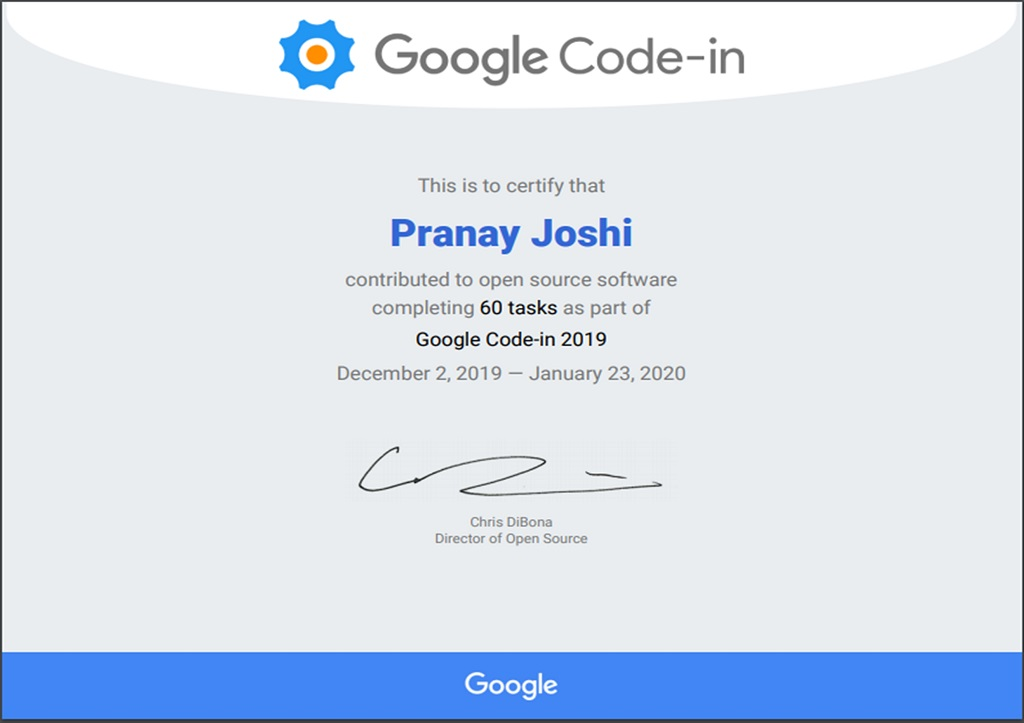 Google Code-in
This is to certify that
Pranay Joshi
contributed to open source software
completing 60 tasks as part of
Google Code-in 2019
December 2, 2019 — January 23, 2020
Chris DiBona
Director of Open Source
Google